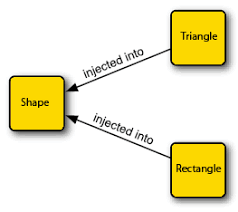 Triangle
injected into
Shape
injected into
Rectangle